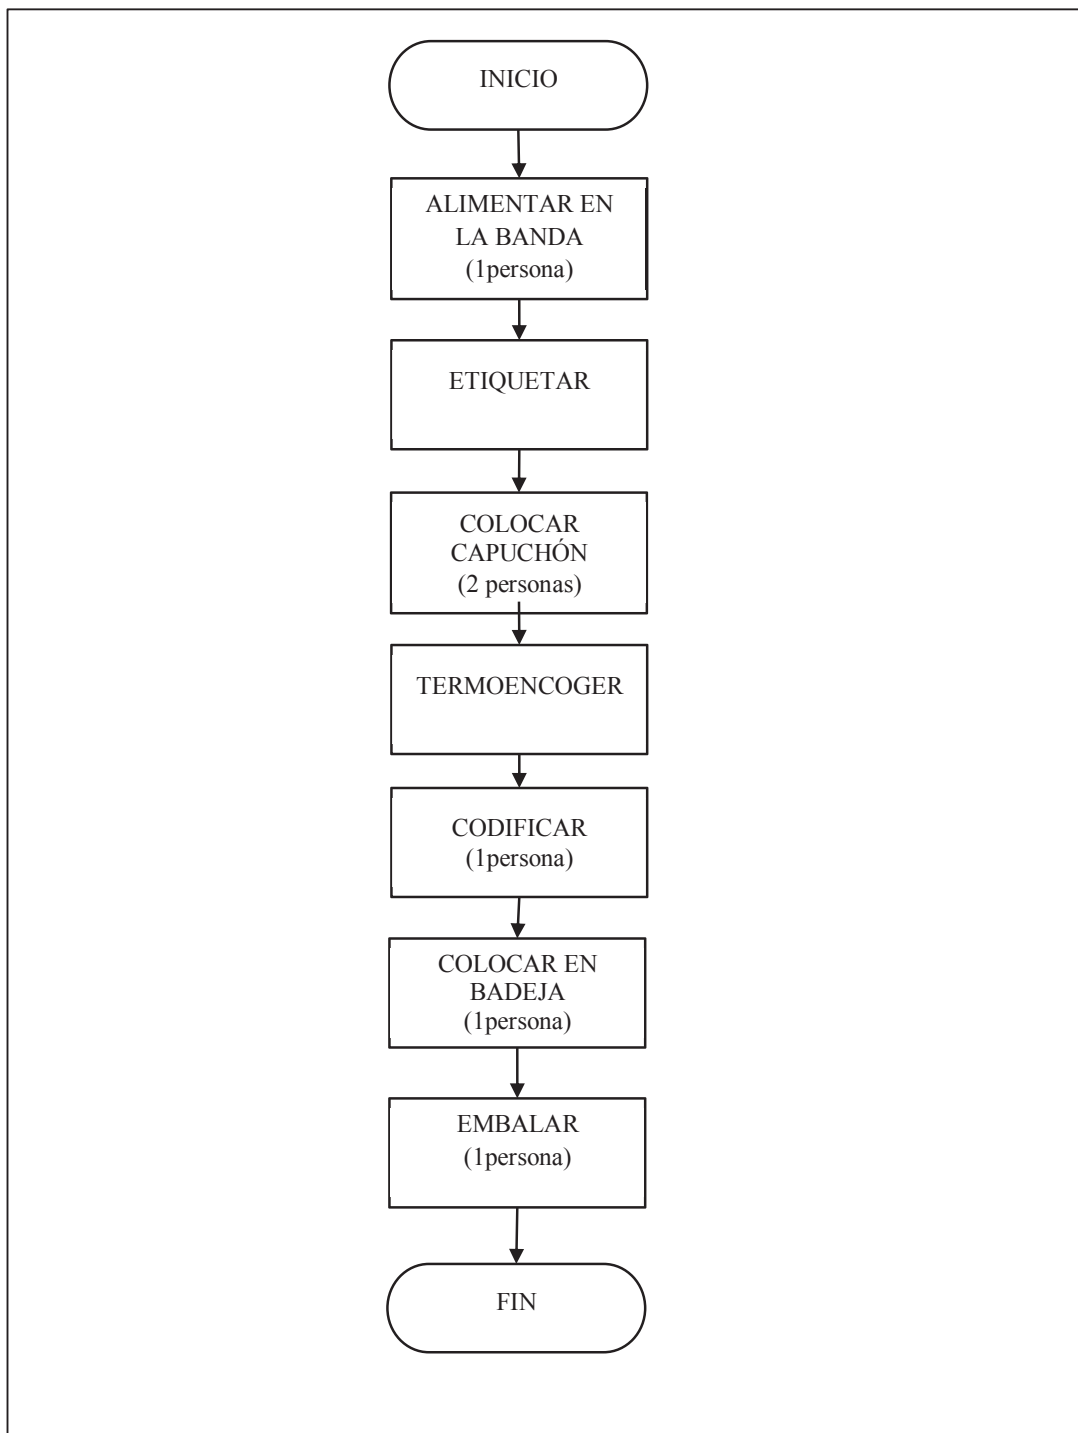 INICIO
ALIMENTAR EN
LA BANDA
(1persona)
ETIQUETAR
COLOCAR
CAPUCHÓN
(2 personas)
TERMOENCOGER
CODIFICAR
(1persona)
COLOCAR EN
BADEJA
(1persona)
EMBALAR
(1persona)
FIN